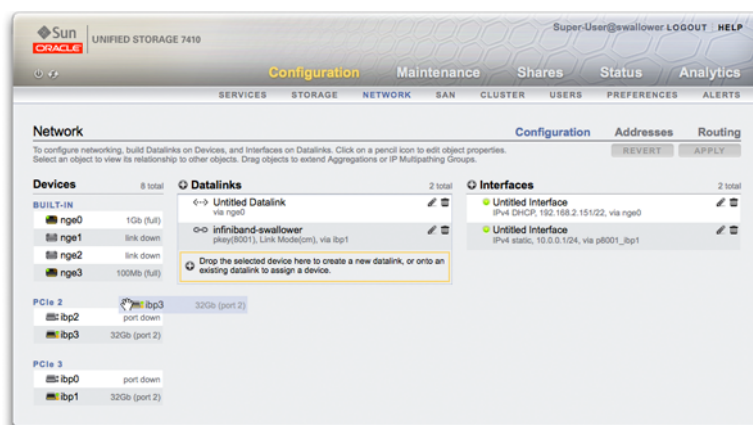 Sun
ORACLE
UNIFIED STORAGE 7410
Super-User@swallower LOGOUT HELP
Configuration Maintenance Shares Status Analytics
SERVICES STORAGE NETWORK SAN CLUSTER USERS PREFERENCES ALERTS
Network
Configuration Addresses Routing
To configure networking, build Datalinks on Devices, and Interfaces on Datalinks. Click on a pencil icon to edit object properties.
Select an object to view its relationship to other objects. Drag objects to extend Aggregations or IP Multipathing Groups.
REVERT APPLY
Devices 8 total
BUILT-IN
nge0 1Gb (full)
nge1 link down
nge2 link down
nge3 100Mb (full)
PCIe 2
ibp2 port down
ibp3 32Gb (port 2)
PCIe 3
ibp0 port down
ibp1 32Gb (port 2)
Datalinks 2 total
Untitled Datalink
via nge0
infiniband-swallower
pkey(8001), Link Mode(cm), via ibp1
Drop the selected device here to create a new datalink, or onto an
existing datalink to assign a device.
ibp3 32Gb (port 2)
Interfaces 2 total
Untitled Interface
IPv4 DHCP, 192.168.2.151/22, via nge0
Untitled Interface
IPv4 static, 10.0.0.1/24, via p8001_ibp1